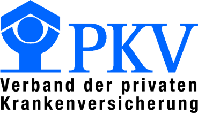 PKV
Verband der privaten
Krankenversicherung